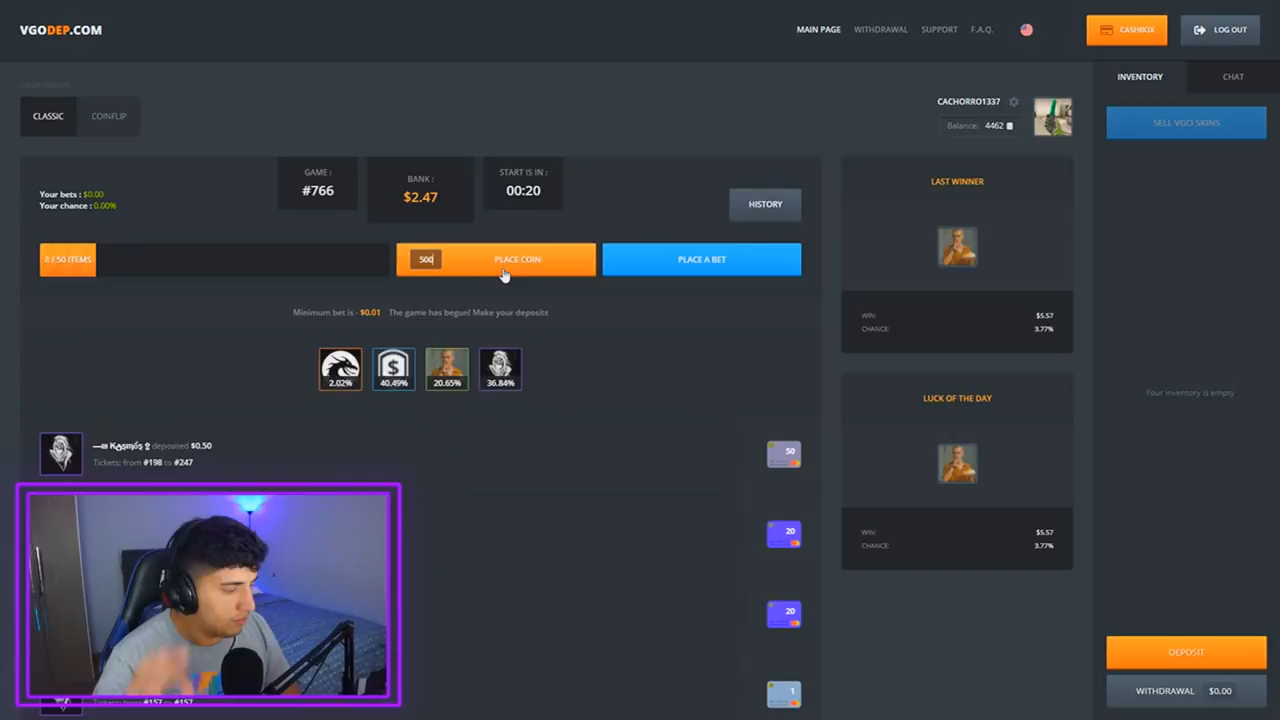 VGODEP.COM
MAIN PAGE
WITHDRAWAL
SUPPORT
F.A.Q.
CASHBOX
LOG OUT
INVENTORY
CHAT
CLASSIC
COINFLIP
CACHORRO1337
Balance: 4462
SELL VGO SKINS
Your bets : $0.00
Your chance : 0.00%
GAME :
#766
BANK :
$2.47
START IS IN :
00:20
HISTORY
LAST WINNER
8 / 50 ITEMS
500
PLACE COIN
PLACE A BET
Minimum bet is - $0.01 The game has begun! Make your deposits
WIN: $5.57
CHANCE: 3.77%
2.02%
40.49%
20.65%
36.84%
LUCK OF THE DAY
Your inventory is empty
deposited $0.50
Tickets: from #198 to #247
50
20
20
1
WIN: $5.57
CHANCE: 3.77%
DEPOSIT
WITHDRAWAL $0.00
Tickets: from #157 to #157